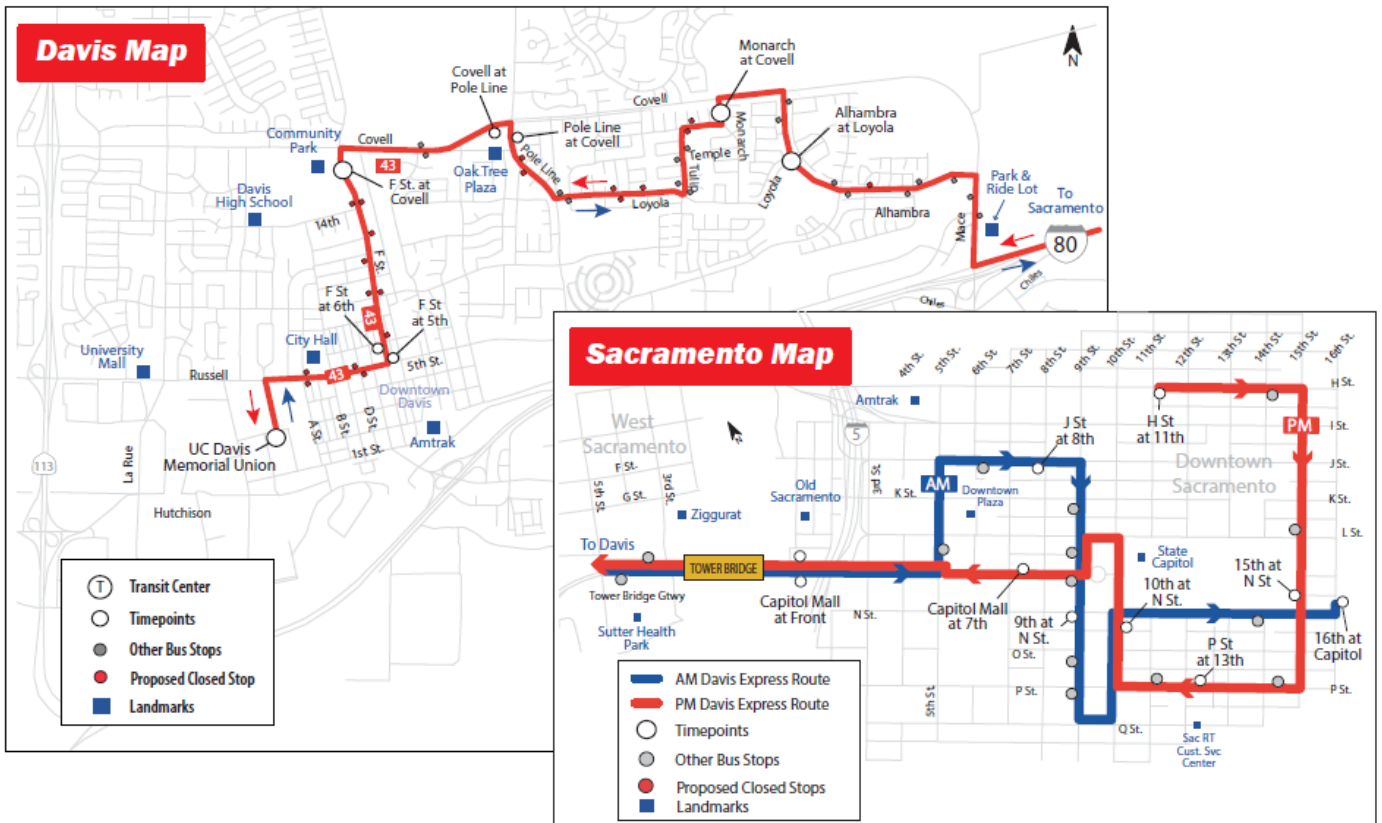 Davis Map
N
Monarch
at Covell
Covell at
Pole Line
Covell
Pole Line
at Covell
Monarch
Alhambra
at Loyola
Community
Park
Covell
43
Pole Line
Temple
Tulip
Oak Tree
Plaza
F St. at
Covell
Davis
High School
Loyola
Loyola
Park &
Ride Lot
To
Sacramento
Alhambra
Mace
80
14th
F St.
Chiles
Chiles
F St
at 6th
F St
at 5th
43
City Hall
University
Mall
5th St.
Russell
43
Downtown
Davis
A St.
B St.
D St.
1st St.
Amtrak
UC Davis
Memorial Union
113
La Rue
Hutchison
T
Transit Center
Timepoints
Other Bus Stops
Proposed Closed Stop
Landmarks
Sacramento Map
4th St.
5th St.
6th St.
7th St.
8th St.
9th St.
10th St.
11th St.
12th St.
13th St.
14th St.
15th St.
16th St.
H St.
Amtrak
West
Sacramento
N
5
J St
at 8th
H St
at 11th
PM
I St.
Downtown
Sacramento
J St.
F St.
G St.
5th St.
3rd St.
3rd St.
K St.
AM
Downtown
Plaza
K St.
Old
Sacramento
Ziggurat
L St.
To Davis
TOWER BRIDGE
State
Capitol
15th at
N St
10th at
N St.
Tower Bridge Gtwy
Capitol Mall
at Front
N St.
Capitol Mall
at 7th
9th at
N St.
16th at
Capitol
Sutter Health
Park
O St.
P St
at 13th
P St.
P St.
5th St.
Q St.
Sac RT
Cust. Svc
Center
AM Davis Express Route
PM Davis Express Route
Timepoints
Other Bus Stops
Proposed Closed Stops
Landmarks